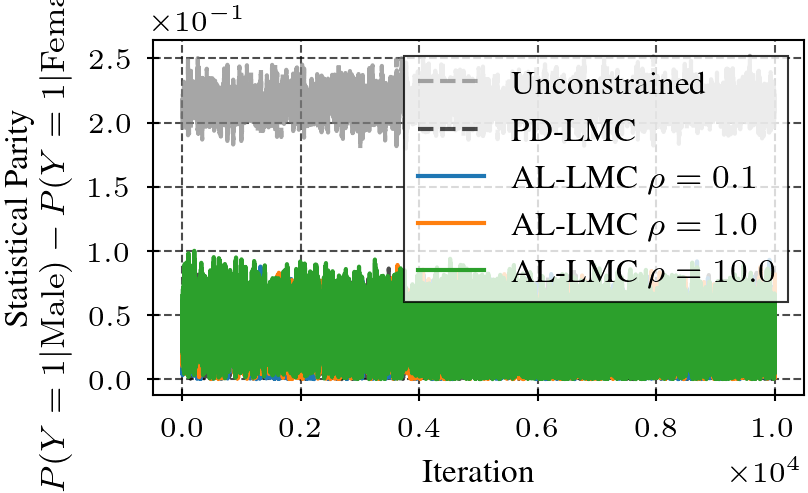 ×10⁻¹
Statistical Parity
P(Y = 1|Male) − P(Y = 1|Fema
2.5
2.0
1.5
1.0
0.5
0.0
Unconstrained
PD-LMC
AL-LMC ρ = 0.1
AL-LMC ρ = 1.0
AL-LMC ρ = 10.0
0.0 0.2 0.4 0.6 0.8 1.0
Iteration
×10⁴